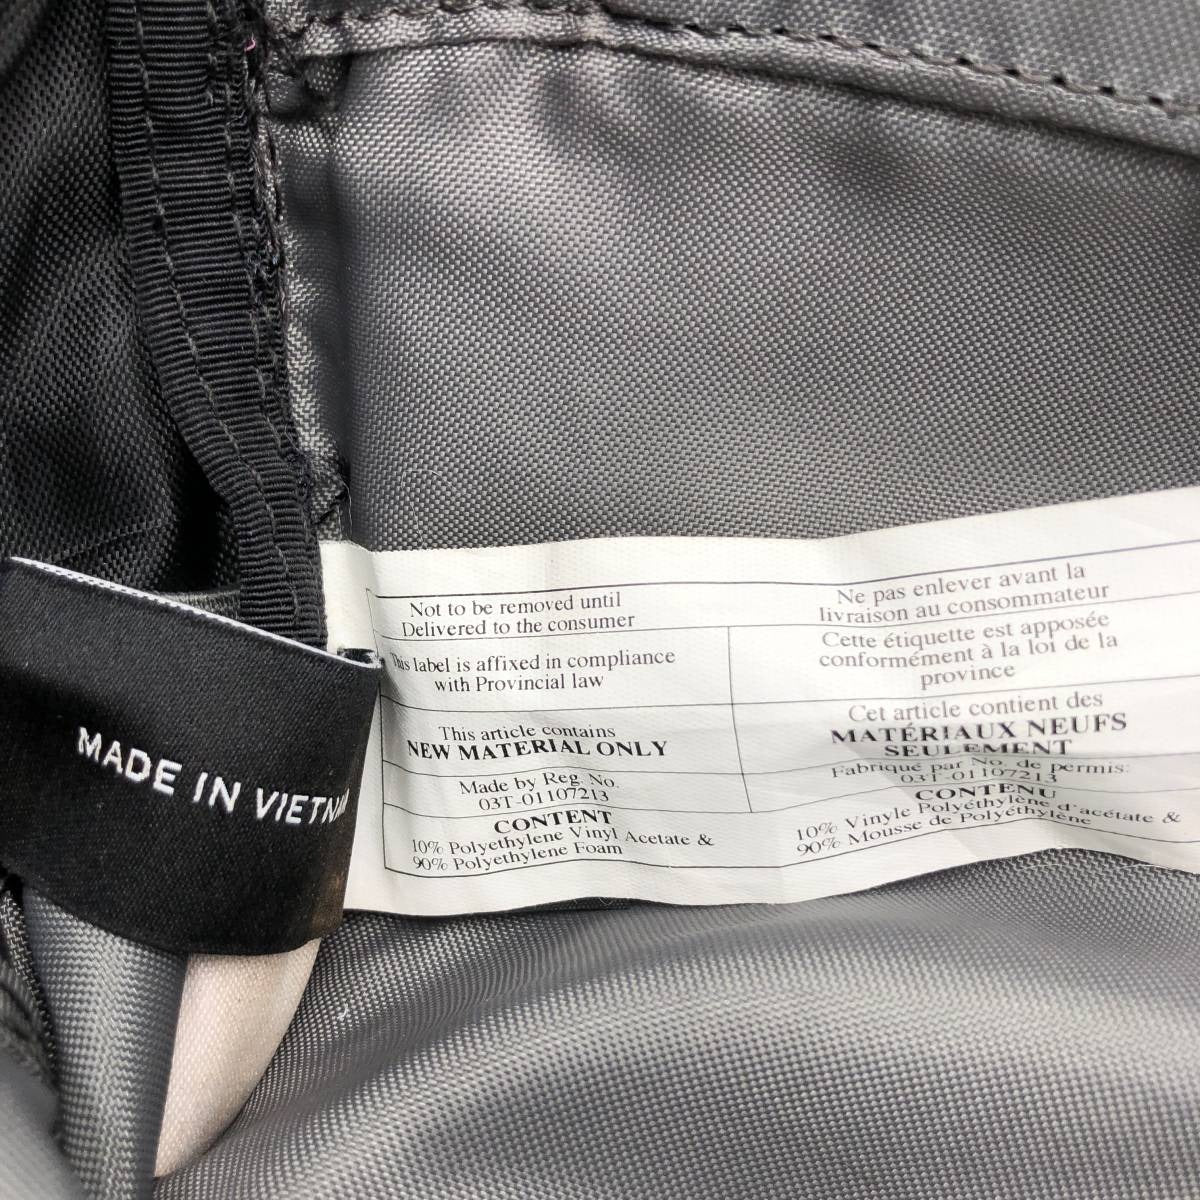 MADE IN VIETNA
Not to be removed until
Delivered to the consumer
This label is affixed in compliance
with Provincial law
This article contains
NEW MATERIAL ONLY
Made by Reg. No.
03T-01107213
CONTENT
10% Polyethylene Vinyl Acetate &
90% Polyethylene Foam
Ne pas enlever avant la
livraison au consommateur
Cette étiquette est apposée
conformément à la loi de la
province
Cet article contient des
MATÉRIAUX NEUFS
SEULEMENT
Fabriqué par No. de permis:
03T-01107213
CONTENU
10% Vinyle Polyéthylène d'acétate &
90% Mousse de Polyéthylène